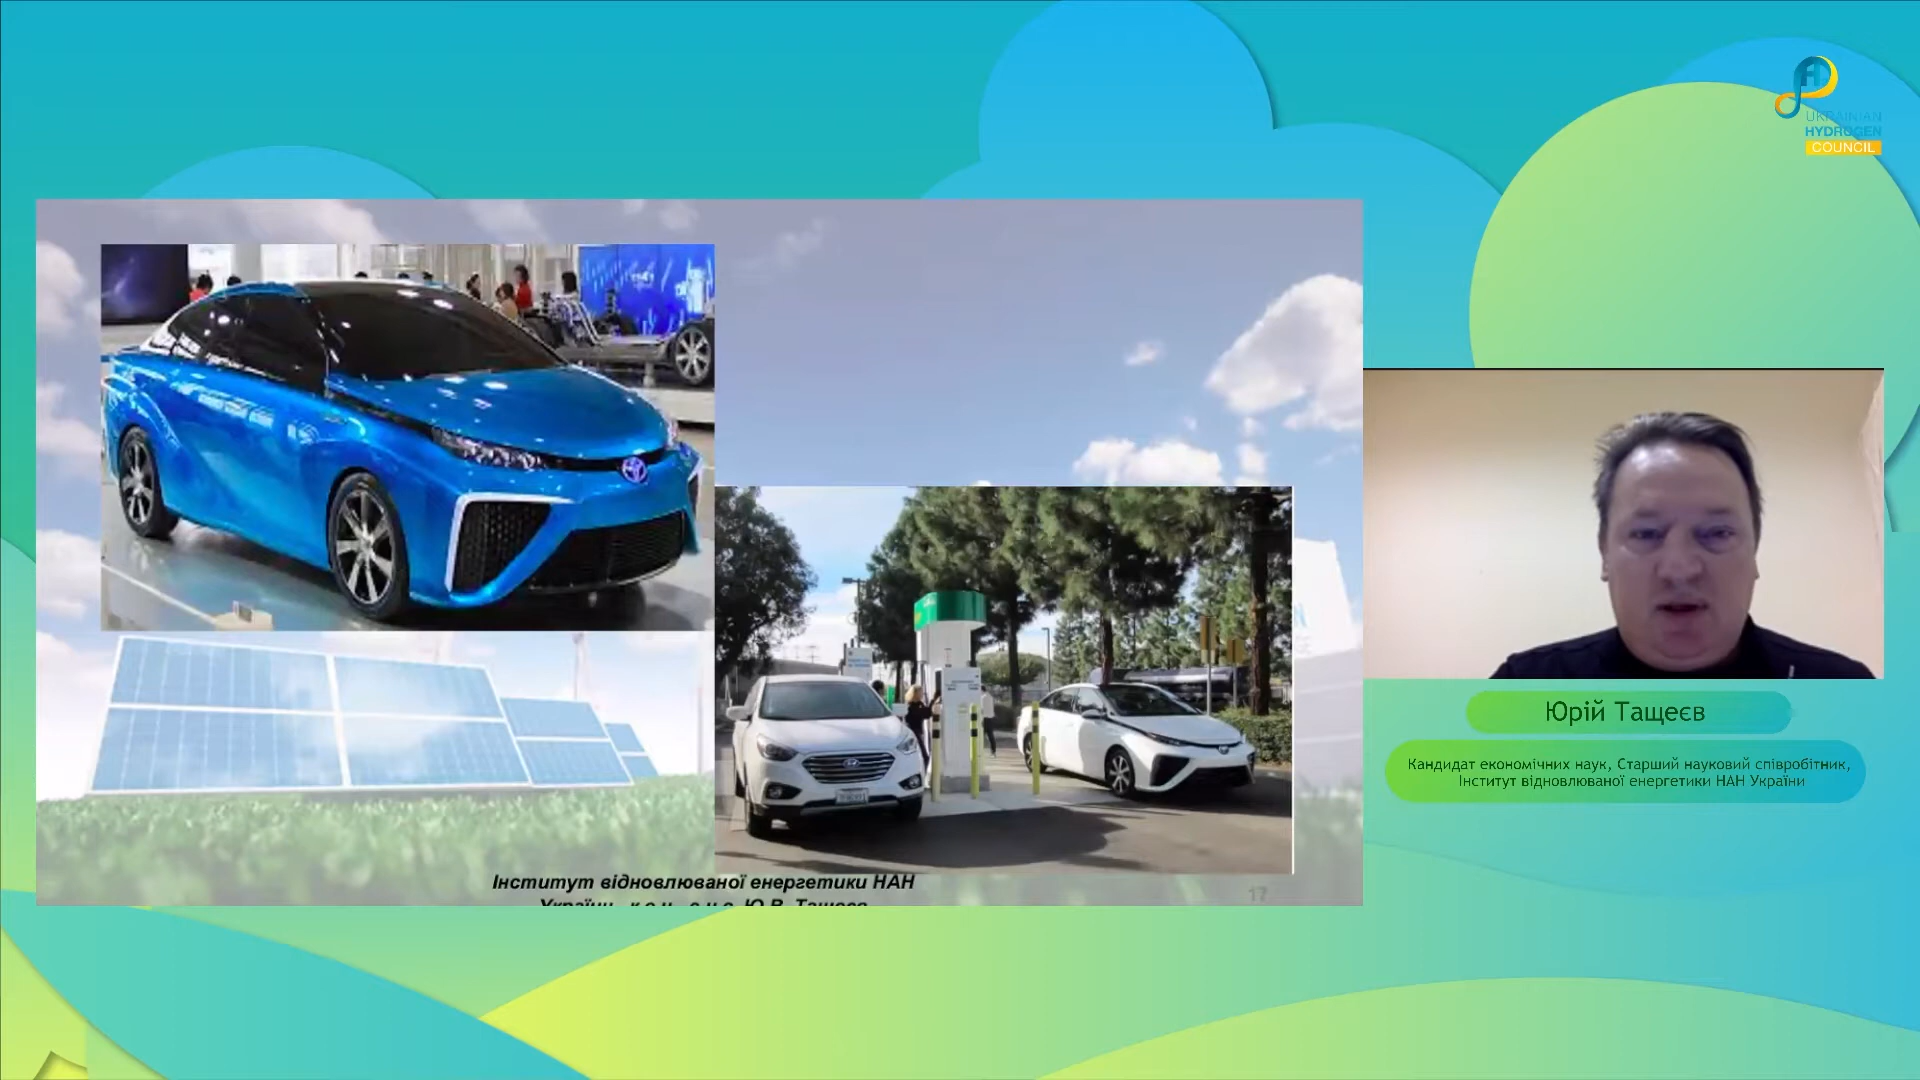 UKRAINIAN
HYDROGEN
COUNCIL
Юрій Тащеєв
Кандидат економічних наук, Старший науковий співробітник,
Інститут відновлюваної енергетики НАН України
Інститут відновлюваної енергетики НАН
17